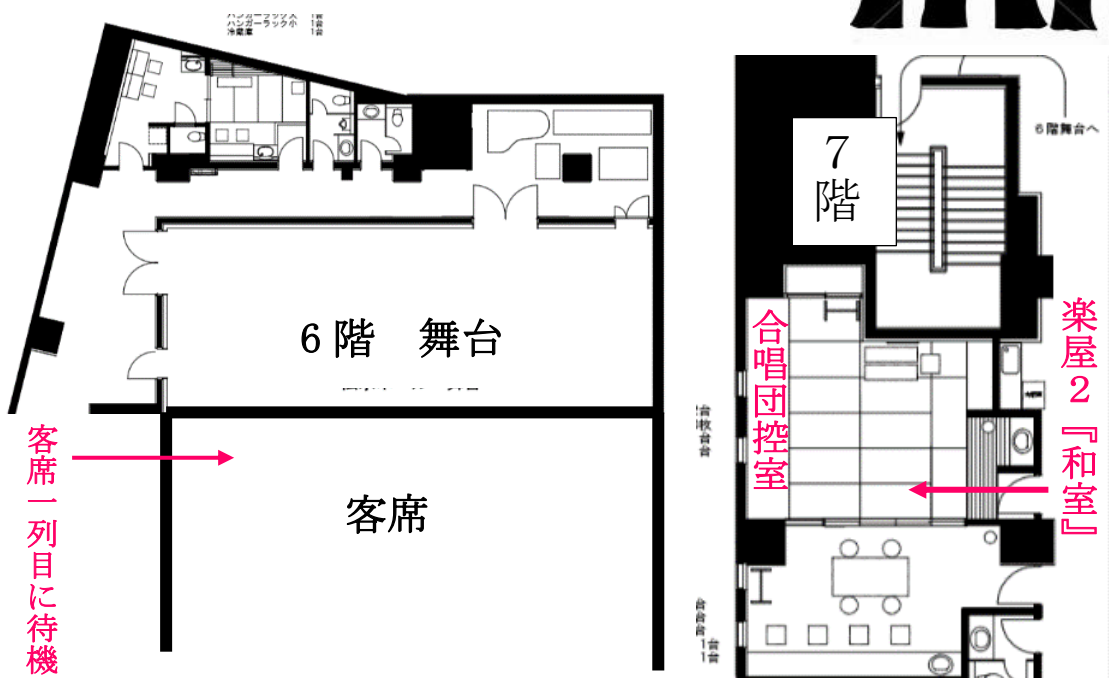 ハンガーラック小 1台
冷蔵庫 1台
6階 舞台
客席
客席一列目に待機
7階
6階舞台へ
合唱団控室
楽屋2『和室』